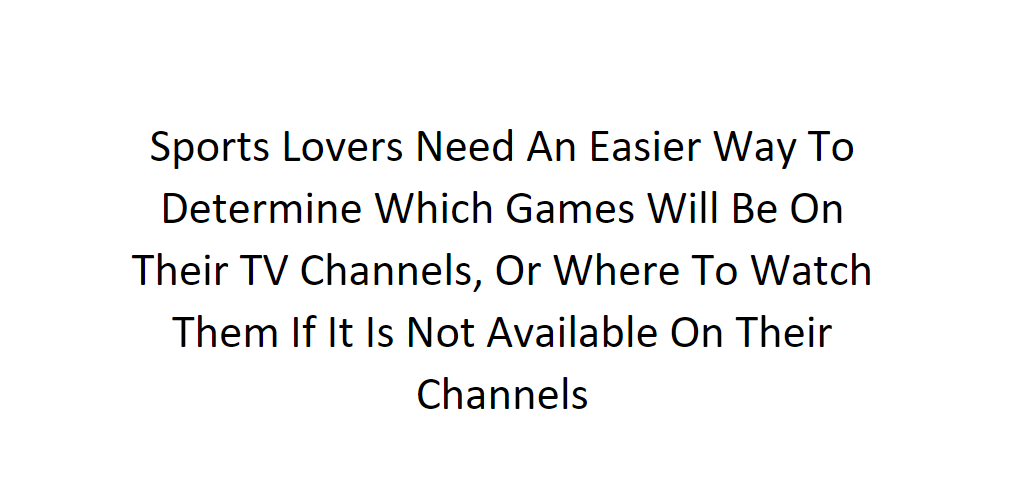 Sports Lovers Need An Easier Way To
Determine Which Games Will Be On
Their TV Channels, Or Where To Watch
Them If It Is Not Available On Their
Channels